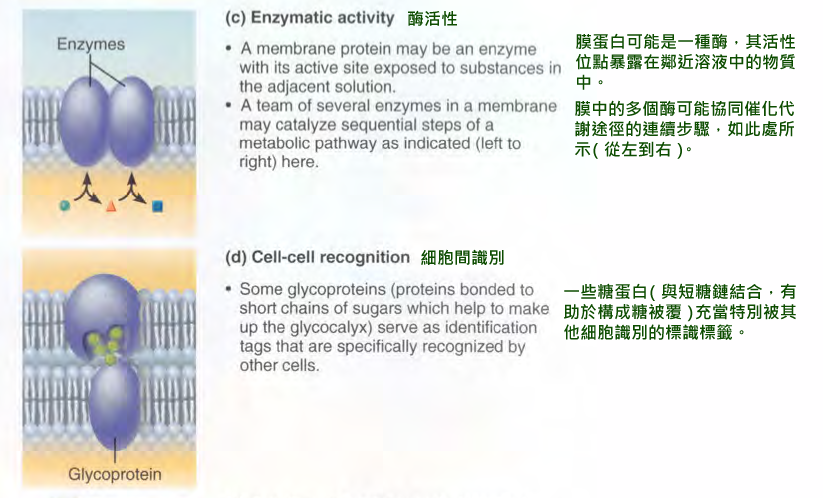 (c) Enzymatic activity 酶活性
Enzymes
• A membrane protein may be an enzyme
with its active site exposed to substances in
the adjacent solution.
• A team of several enzymes in a membrane
may catalyze sequential steps of a
metabolic pathway as indicated (left to
right) here.
膜蛋白可能是一種酶，其活性
位點暴露在鄰近溶液中的物質
中。
膜中的多個酶可能協同催化代
謝途徑的連續步驟，如此處所
示( 從左到右 )。
(d) Cell-cell recognition 細胞間識別
• Some glycoproteins (proteins bonded to
short chains of sugars which help to make
up the glycocalyx) serve as identification
tags that are specifically recognized by
other cells.
一些糖蛋白( 與短糖鏈結合，有
助於構成糖被覆 )充當特別被其
他細胞識別的標識標籤。
Glycoprotein